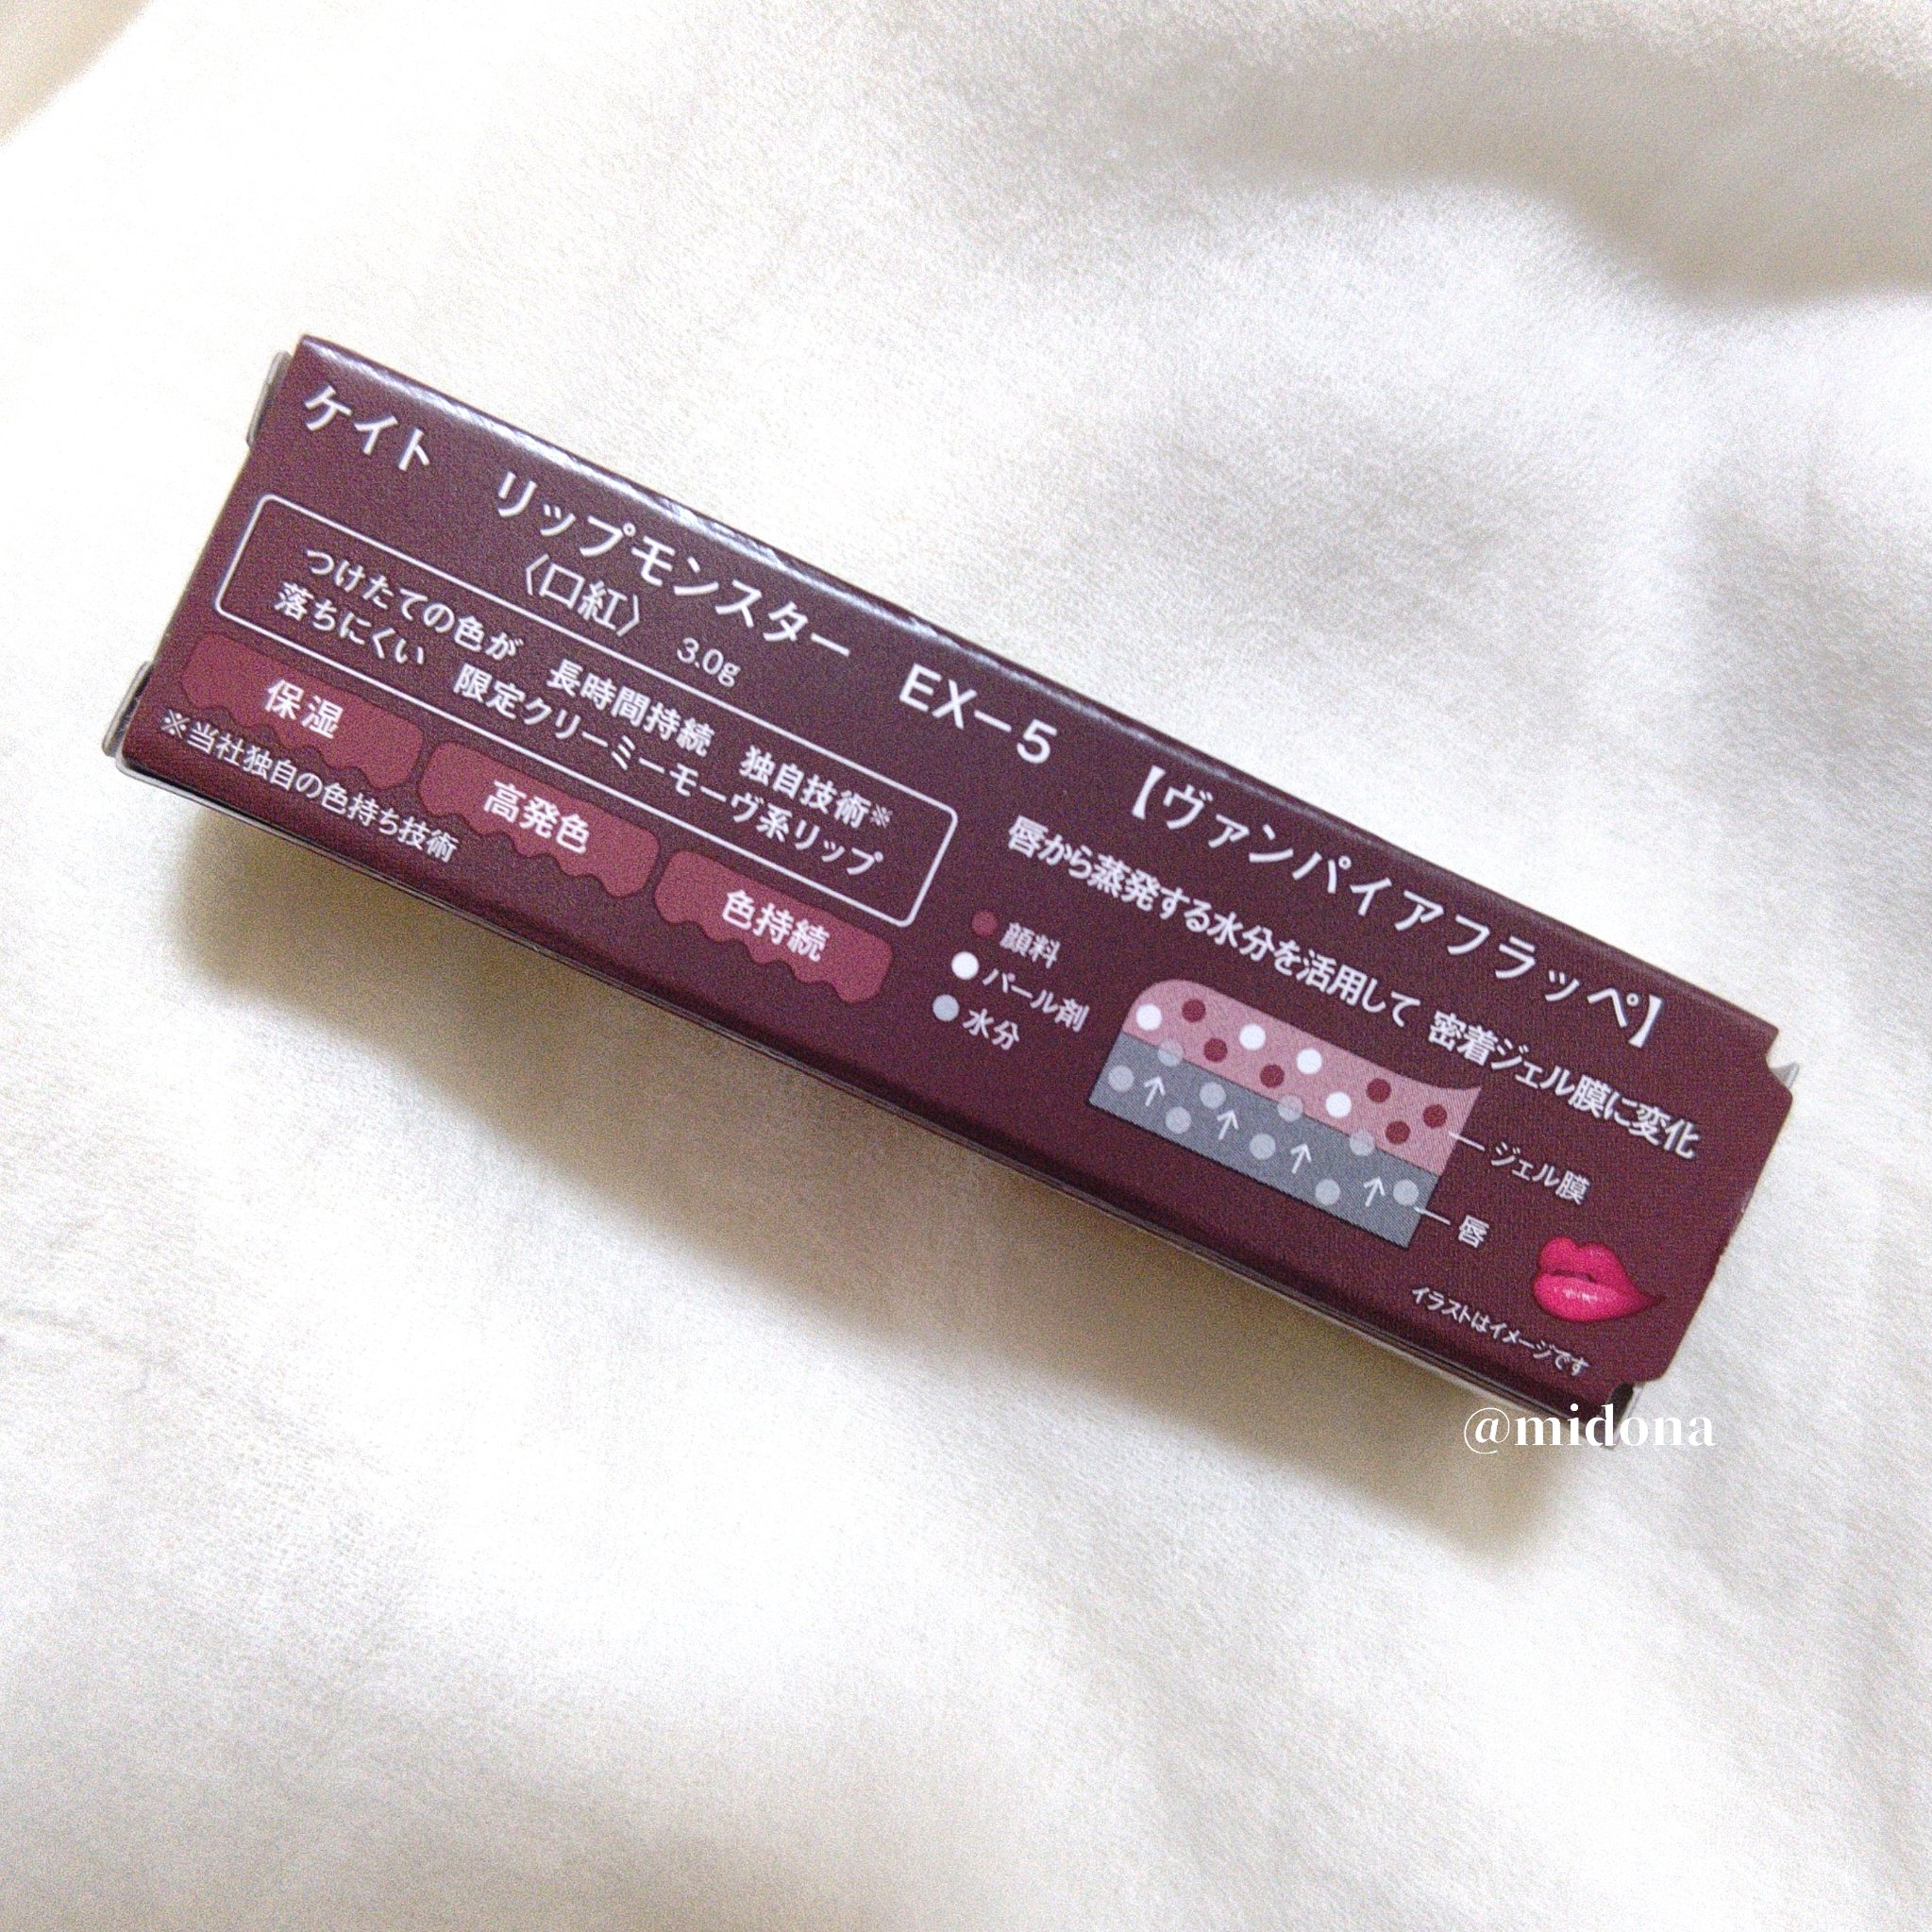 ケイト リップモンスター EX−5 【ヴァンパイアフラッペ】
〈口紅〉 3.0g
つけたての色が 長時間持続 独自技術※
落ちにくい 限定クリーミーモーヴ系リップ
保湿
高発色
色持続
※当社独自の色持ち技術
唇から蒸発する水分を活用して 密着ジェル膜に変化
顔料
パール剤
水分
ジェル膜
唇
イラストはイメージです
@midona